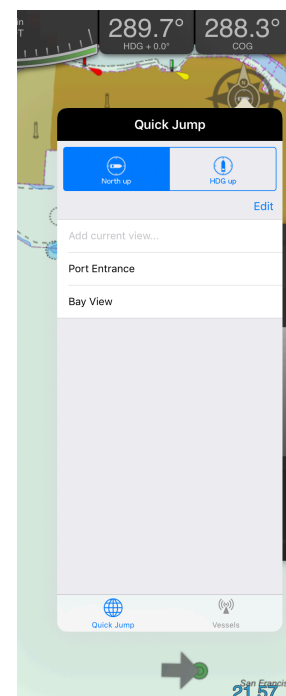 in
T
289.7°
288.3°
HDG + 0.0°
COG
Quick Jump
North up
HDG up
Edit
Add current view...
Port Entrance
Bay View
Quick Jump
Vessels
San Francis
21.57